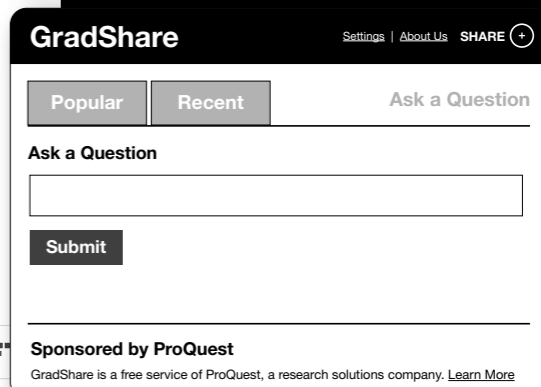 GradShare
Settings | About Us SHARE +
Popular Recent Ask a Question
Ask a Question
Submit
Sponsored by ProQuest
GradShare is a free service of ProQuest, a research solutions company. Learn More